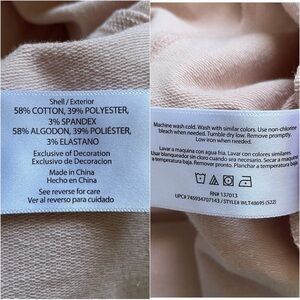 Shell / Exterior
58% COTTON, 39% POLYESTER,
3% SPANDEX
58% ALGODON, 39% POLIÉSTER,
3% ELASTANO
Exclusive of Decoration
Exclusivo de Decoracion
Made in China
Hecho en China
See reverse for care
Ver al reverso para cuidado
Machine wash cold. Wash with similar colors. Use non-chlorine
bleach when needed. Tumble dry low. Remove promptly.
Low iron when needed.
Lavar a maquina con agua fria. Lavar con colores similares.
Usar blanqueador sin cloro cuando sea necesario. Secar a maquina
a temperatura baja. Remover pronto. Planchar a temperatura
baja.
RN# 137013
UPC# 745934707143 / STYLE# WLT48695 (S22)